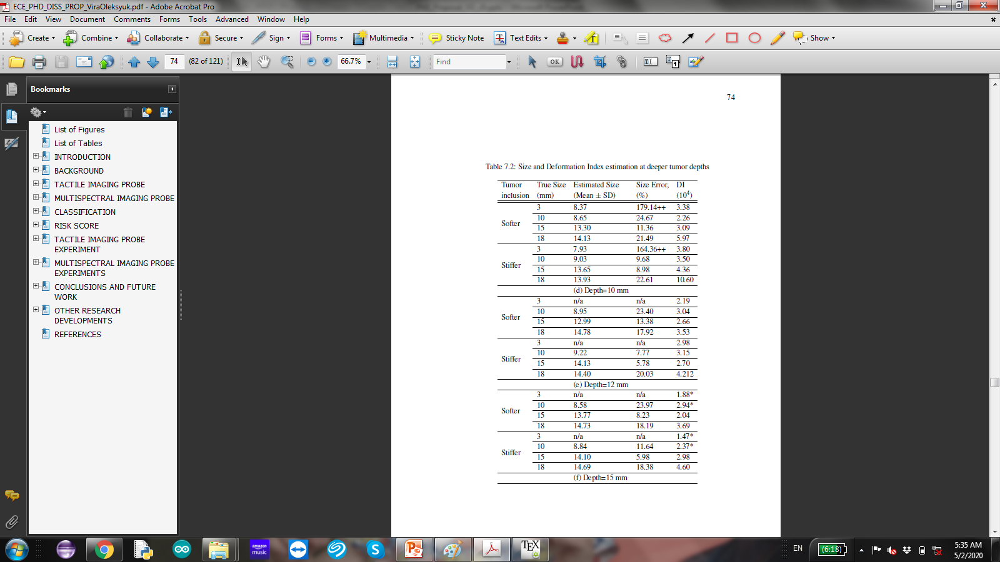 ECE_PHD_DISS_PROP_ViraOleksyuk.pdf - Adobe Acrobat Pro
File Edit View Document Comments Forms Tools Advanced Window Help
Create Combine Collaborate Secure Sign Forms Multimedia Sticky Note Text Edits Show
74 (82 of 121) 66.7% Find OK
Bookmarks
List of Figures
List of Tables
INTRODUCTION
BACKGROUND
TACTILE IMAGING PROBE
MULTISPECTRAL IMAGING PROBE
CLASSIFICATION
RISK SCORE
TACTILE IMAGING PROBE
EXPERIMENT
MULTISPECTRAL IMAGING PROBE
EXPERIMENTS
CONCLUSIONS AND FUTURE
WORK
OTHER RESEARCH
DEVELOPMENTS
REFERENCES
74
Table 7.2: Size and Deformation Index estimation at deeper tumor depths
Tumor True Size Estimated Size Size Error, DI
inclusion (mm) (Mean ± SD) (%) (10⁴)
3 8.37 179.14++ 3.38
10 8.65 24.67 2.26
Softer
15 13.30 11.36 3.09
18 14.13 21.49 5.97
3 7.93 164.36++ 3.80
10 9.03 9.68 3.50
Stiffer
15 13.65 8.98 4.36
18 13.93 22.61 10.60
(d) Depth=10 mm
3 n/a n/a 2.19
10 8.95 23.40 3.04
Softer
15 12.99 13.38 2.66
18 14.78 17.92 3.53
3 n/a n/a 2.98
10 9.22 7.77 3.15
Stiffer
15 14.13 5.78 2.70
18 14.40 20.03 4.212
(e) Depth=12 mm
3 n/a n/a 1.88*
10 8.58 23.97 2.94*
Softer
15 13.77 8.23 2.04
18 14.73 18.19 3.69
3 n/a n/a 1.47*
10 8.84 11.64 2.37*
Stiffer
15 14.10 5.98 2.98
18 14.69 18.38 4.60
(f) Depth=15 mm
amazon
music
TEX
EN
(6:18)
5:35 AM
5/2/2020